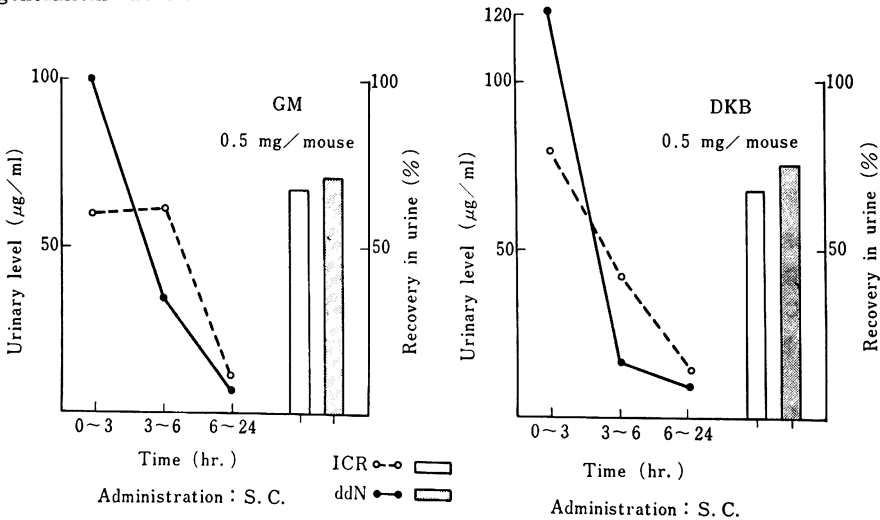 100
50
Urinary level (μg/ml)
GM
0.5 mg/mouse
100
50
Recovery in urine (%)
0~3 3~6 6~24
Time (hr.)
Administration: S. C.
120
100
50
Urinary level (μg/ml)
DKB
0.5 mg/mouse
100
50
Recovery in urine (%)
0~3 3~6 6~24
Time (hr.)
Administration: S. C.
ICR
ddN